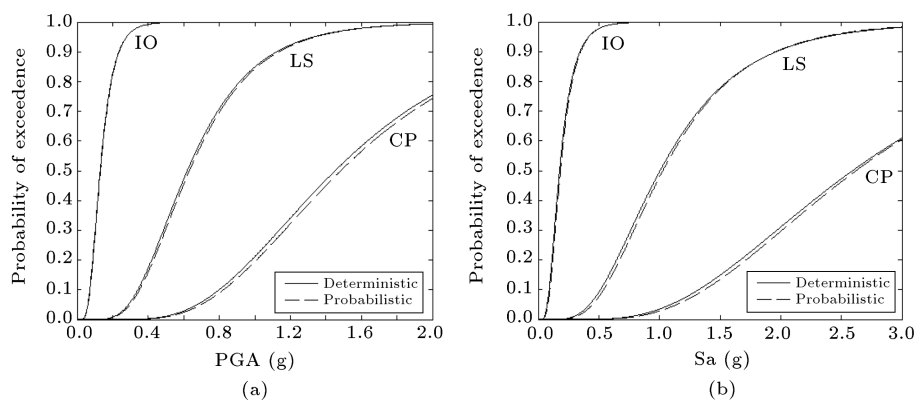 Probability of exceedence
1.0
0.9
0.8
0.7
0.6
0.5
0.4
0.3
0.2
0.1
0.0
IO
LS
CP
Deterministic
Probabilistic
0.0 0.4 0.8 1.2 1.6 2.0
PGA (g)
(a)
Probability of exceedence
1.0
0.9
0.8
0.7
0.6
0.5
0.4
0.3
0.2
0.1
0.0
IO
LS
CP
Deterministic
Probabilistic
0.0 0.5 1.0 1.5 2.0 2.5 3.0
Sa (g)
(b)